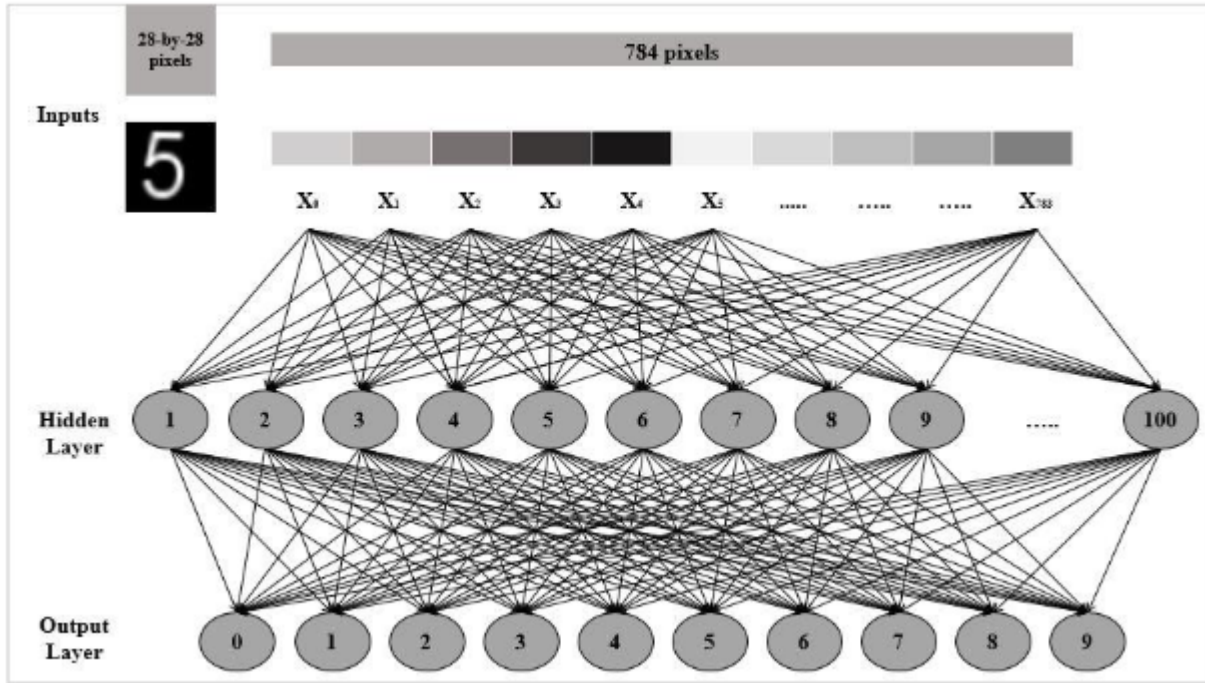 28-by-28
pixels
784 pixels
Inputs
5
X₀ X₁ X₂ X₃ X₄ X₅ ..... ..... ..... X₇₈₃
1 2 3 4 5 6 7 8 9 ..... 100
Hidden
Layer
0 1 2 3 4 5 6 7 8 9
Output
Layer